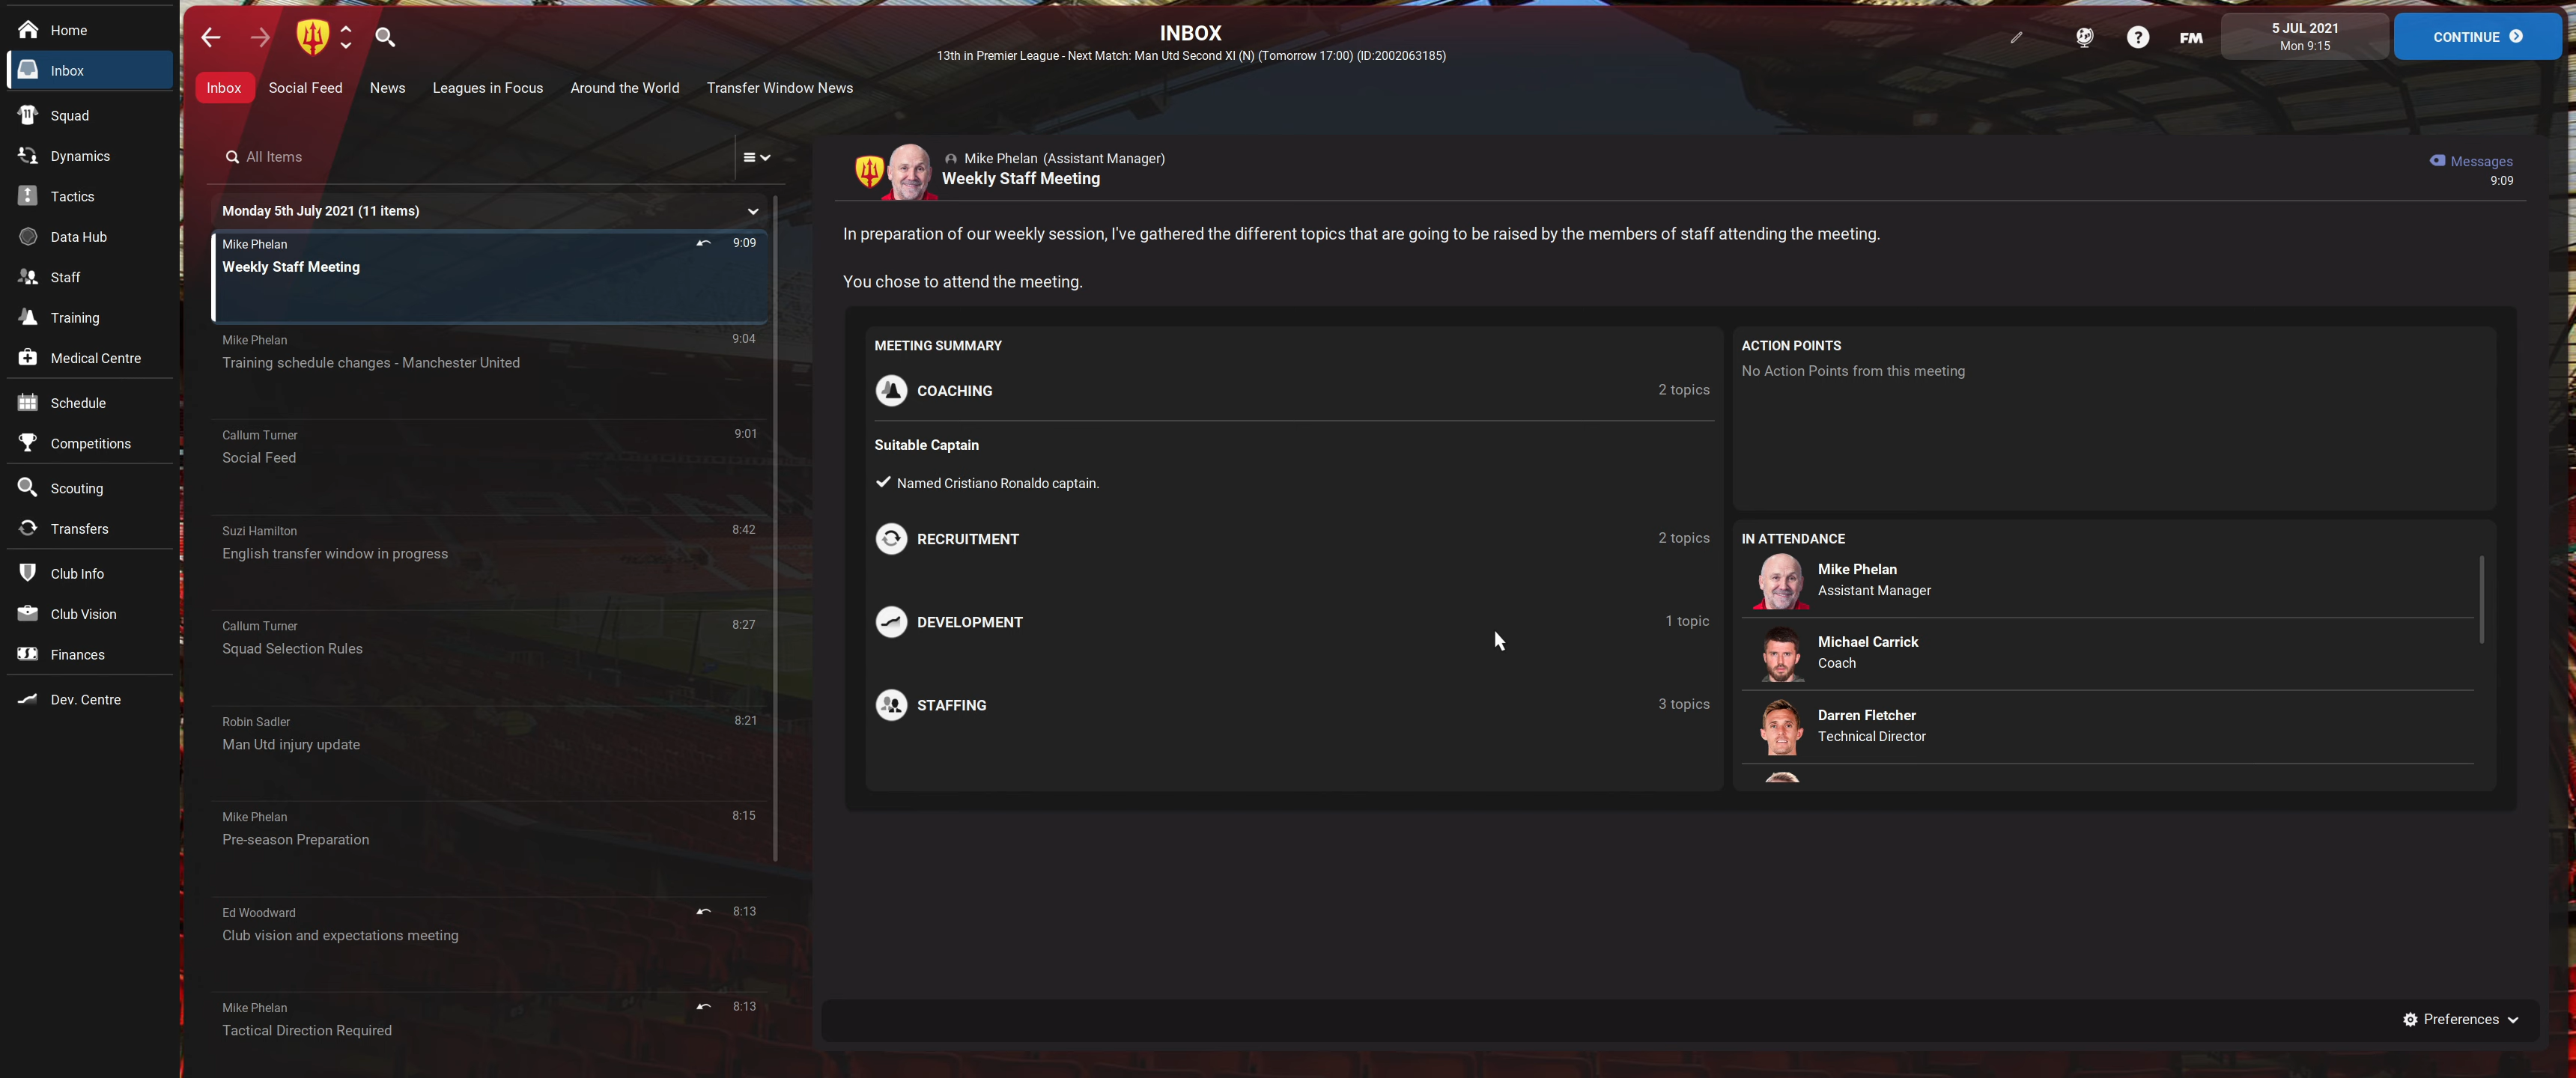 Home
Inbox
Squad
Dynamics
Tactics
Data Hub
Staff
Training
Medical Centre
Schedule
Competitions
Scouting
Transfers
Club Info
Club Vision
Finances
Dev. Centre
INBOX
13th in Premier League - Next Match: Man Utd Second XI (N) (Tomorrow 17:00) (ID:2002063185)
?
FM
5 JUL 2021
Mon 9:15
CONTINUE
Inbox
Social Feed
News
Leagues in Focus
Around the World
Transfer Window News
All Items
Monday 5th July 2021 (11 items)
Mike Phelan 9:09
Weekly Staff Meeting
Mike Phelan 9:04
Training schedule changes - Manchester United
Callum Turner 9:01
Social Feed
Suzi Hamilton 8:42
English transfer window in progress
Callum Turner 8:27
Squad Selection Rules
Robin Sadler 8:21
Man Utd injury update
Mike Phelan 8:15
Pre-season Preparation
Ed Woodward 8:13
Club vision and expectations meeting
Mike Phelan 8:13
Tactical Direction Required
Mike Phelan (Assistant Manager)
Weekly Staff Meeting
Messages
9:09
In preparation of our weekly session, I've gathered the different topics that are going to be raised by the members of staff attending the meeting.
You chose to attend the meeting.
MEETING SUMMARY
COACHING 2 topics
Suitable Captain
Named Cristiano Ronaldo captain.
RECRUITMENT 2 topics
DEVELOPMENT 1 topic
STAFFING 3 topics
ACTION POINTS
No Action Points from this meeting
IN ATTENDANCE
Mike Phelan
Assistant Manager
Michael Carrick
Coach
Darren Fletcher
Technical Director
Preferences